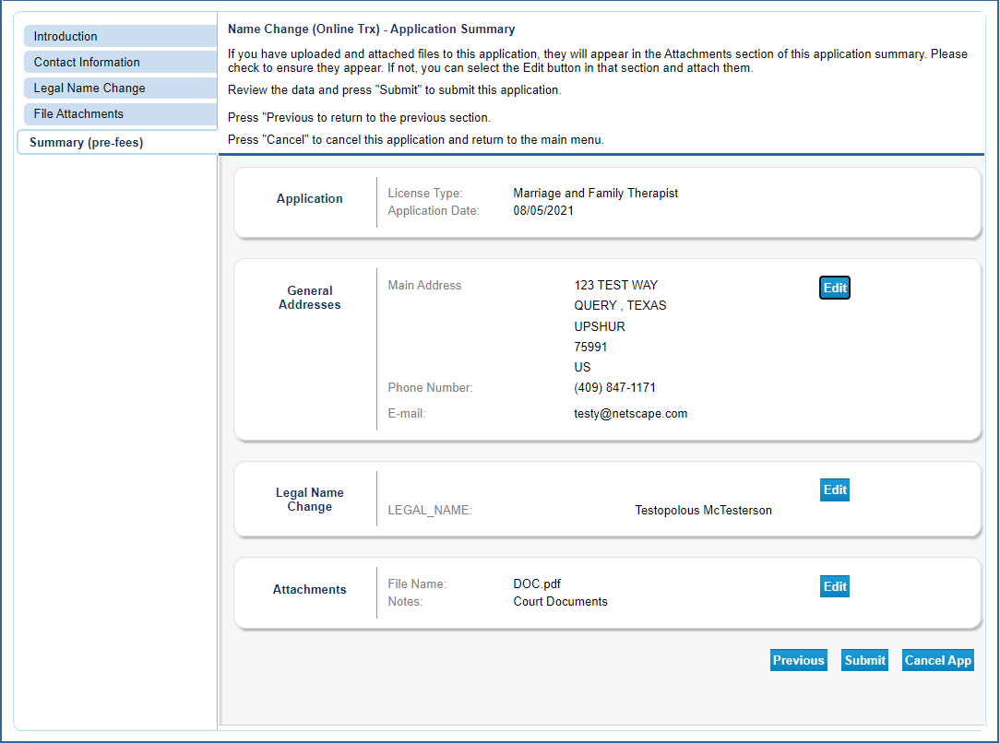 Introduction
Contact Information
Legal Name Change
File Attachments
Summary (pre-fees)
Name Change (Online Trx) - Application Summary
If you have uploaded and attached files to this application, they will appear in the Attachments section of this application summary. Please
check to ensure they appear. If not, you can select the Edit button in that section and attach them.
Review the data and press "Submit" to submit this application.
Press "Previous to return to the previous section.
Press "Cancel" to cancel this application and return to the main menu.
Application
License Type: Marriage and Family Therapist
Application Date: 08/05/2021
General
Addresses
Main Address 123 TEST WAY
QUERY , TEXAS
UPSHUR
75991
US
Phone Number: (409) 847-1171
E-mail: testy@netscape.com
Edit
Legal Name
Change
LEGAL_NAME: Testopolous McTesterson
Edit
Attachments
File Name: DOC.pdf
Notes: Court Documents
Edit
Previous Submit Cancel App